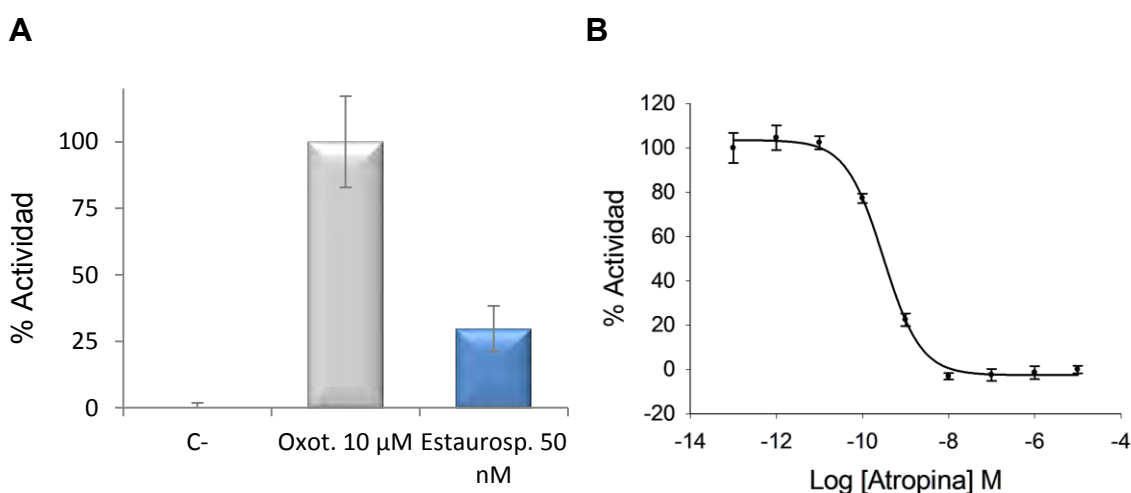 A
% Actividad
100
75
50
25
0
C-
Oxot. 10 µM
Estaurosp. 50
nM
B
% Actividad
120
100
80
60
40
20
0
-20
-14
-12
-10
-8
-6
-4
Log [Atropina] M